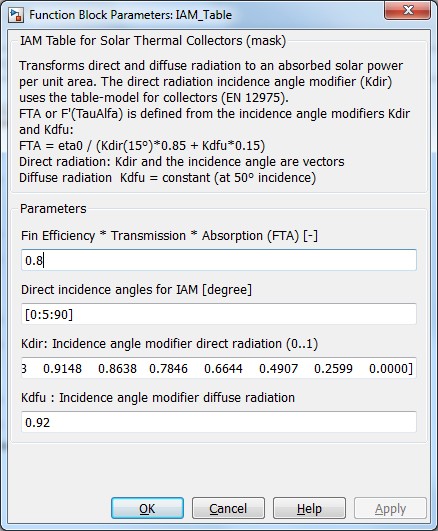 Function Block Parameters: IAM_Table
IAM Table for Solar Thermal Collectors (mask)
Transforms direct and diffuse radiation to an absorbed solar power
per unit area. The direct radiation incidence angle modifier (Kdir)
uses the table-model for collectors (EN 12975).
FTA or F'(TauAlfa) is defined from the incidence angle modifiers Kdir
and Kdfu:
FTA = eta0 / (Kdir(15º)*0.85 + Kdfu*0.15)
Direct radiation: Kdir and the incidence angle are vectors
Diffuse radiation  Kdfu = constant (at 50º incidence)
Parameters
Fin Efficiency * Transmission * Absorption (FTA) [-]
0.8
Direct incidence angles for IAM [degree]
[0:5:90]
Kdir: Incidence angle modifier direct radiation (0..1)
3 0.9148 0.8638 0.7846 0.6644 0.4907 0.2599 0.0000]
Kdfu : Incidence angle modifier diffuse radiation
0.92
OK Cancel Help Apply